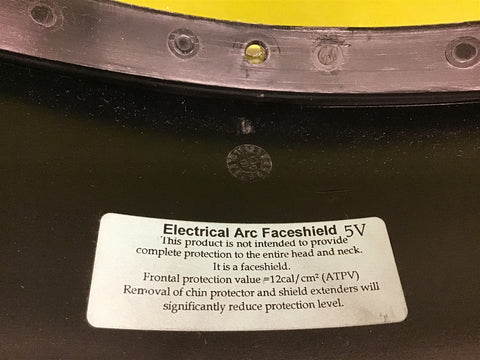 Electrical Arc Faceshield 5V
This product is not intended to provide
complete protection to the entire head and neck.
It is a faceshield.
Frontal protection value =12cal/cm² (ATPV)
Removal of chin protector and shield extenders will
significantly reduce protection level.